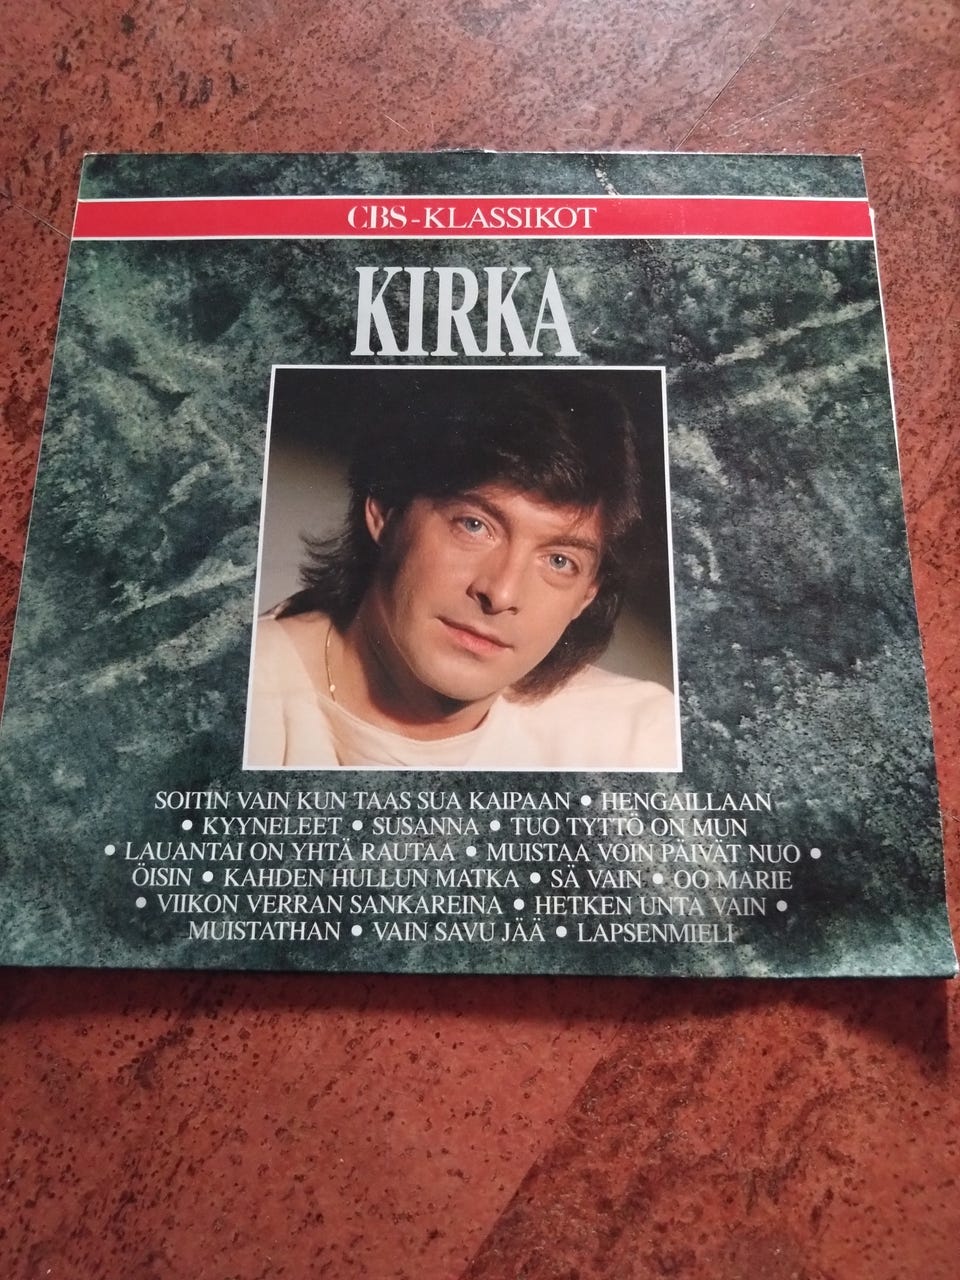 CBS-KLASSIKOT
KIRKA
SOITIN VAIN KUN TAAS SUA KAIPAAN • HENGAILLAAN
• KYYNELEET • SUSANNA • TUO TYTTÖ ON MUN
• LAUANTAI ON YHTÄ RAUTAA • MUISTAA VOIN PÄIVÄT NUO •
ÖISIN • KAHDEN HULLUN MATKA • SÄ VAIN • OO MARIE
• VIIKON VERRAN SANKAREINA • HETKEN UNTA VAIN •
MUISTATHAN • VAIN SAVU JÄÄ • LAPSENMIELI